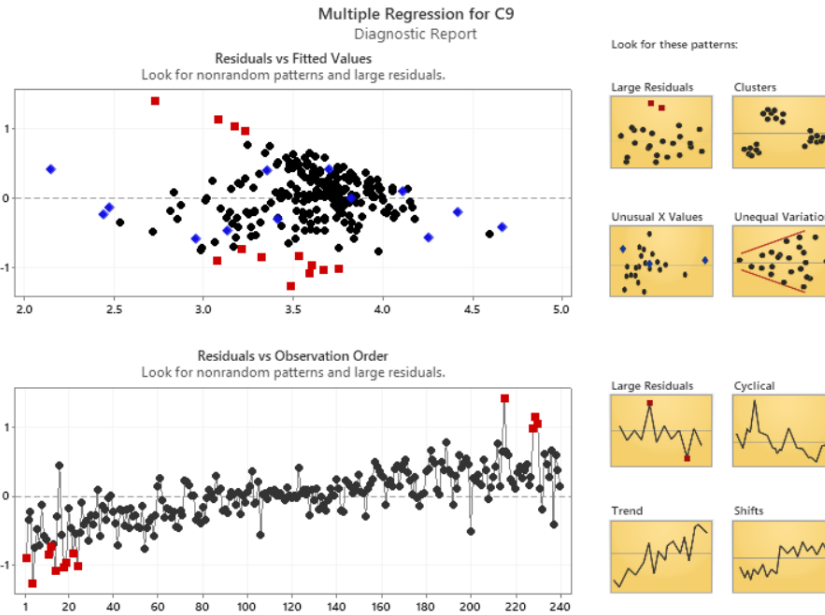 Multiple Regression for C9
Diagnostic Report
Look for these patterns:
Residuals vs Fitted Values
Look for nonrandom patterns and large residuals.
1
0
-1
2.0 2.5 3.0 3.5 4.0 4.5 5.0
Large Residuals Clusters
Unusual X Values Unequal Variatio
Residuals vs Observation Order
Look for nonrandom patterns and large residuals.
1
0
-1
1 20 40 60 80 100 120 140 160 180 200 220 240
Large Residuals Cyclical
Trend Shifts